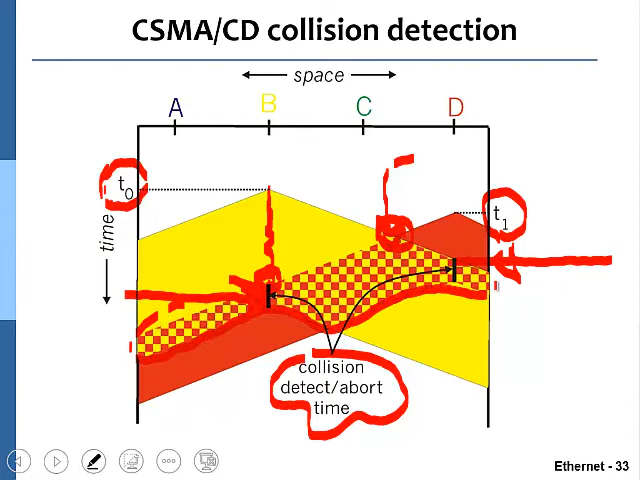 CSMA/CD collision detection
space
A B C D
t0
t1
time
collision
detect/abort
time
Ethernet - 33